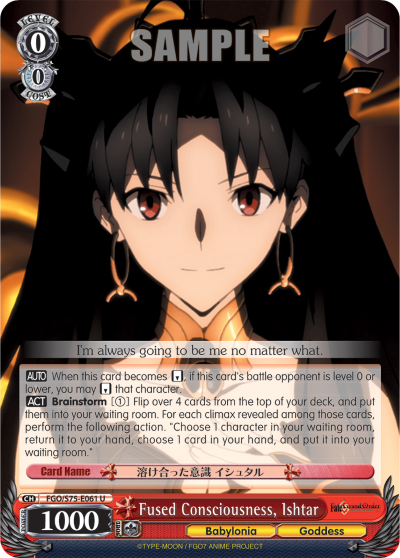 LEVEL
0
0
COST
SAMPLE
I'm always going to be me no matter what.
AUTO When this card becomes [▼], if this card's battle opponent is level 0 or
lower, you may [▼] that character.
ACT Brainstorm [①] Flip over 4 cards from the top of your deck, and put
them into your waiting room. For each climax revealed among those cards,
perform the following action. "Choose 1 character in your waiting room,
return it to your hand, choose 1 card in your hand, and put it into your
waiting room."
Card Name
溶け合った意識 イシュタル
CH FGO/S75-E061 U
1000
Fused Consciousness, Ishtar
Fate/Grand Order
Babylonia
Goddess
©TYPE-MOON / FGO7 ANIME PROJECT